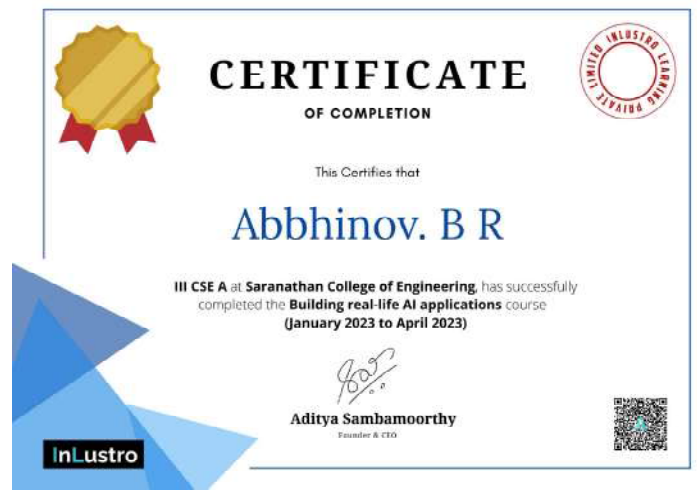 CERTIFICATE
OF COMPLETION
INLUSTRO LEARNING PRIVATE LIMITED
This Certifies that
Abbhinov. B R
III CSE A at Saranathan College of Engineering, has successfully
completed the Building real-life AI applications course
(January 2023 to April 2023)
Aditya Sambamoorthy
Founder & CEO
InLustro